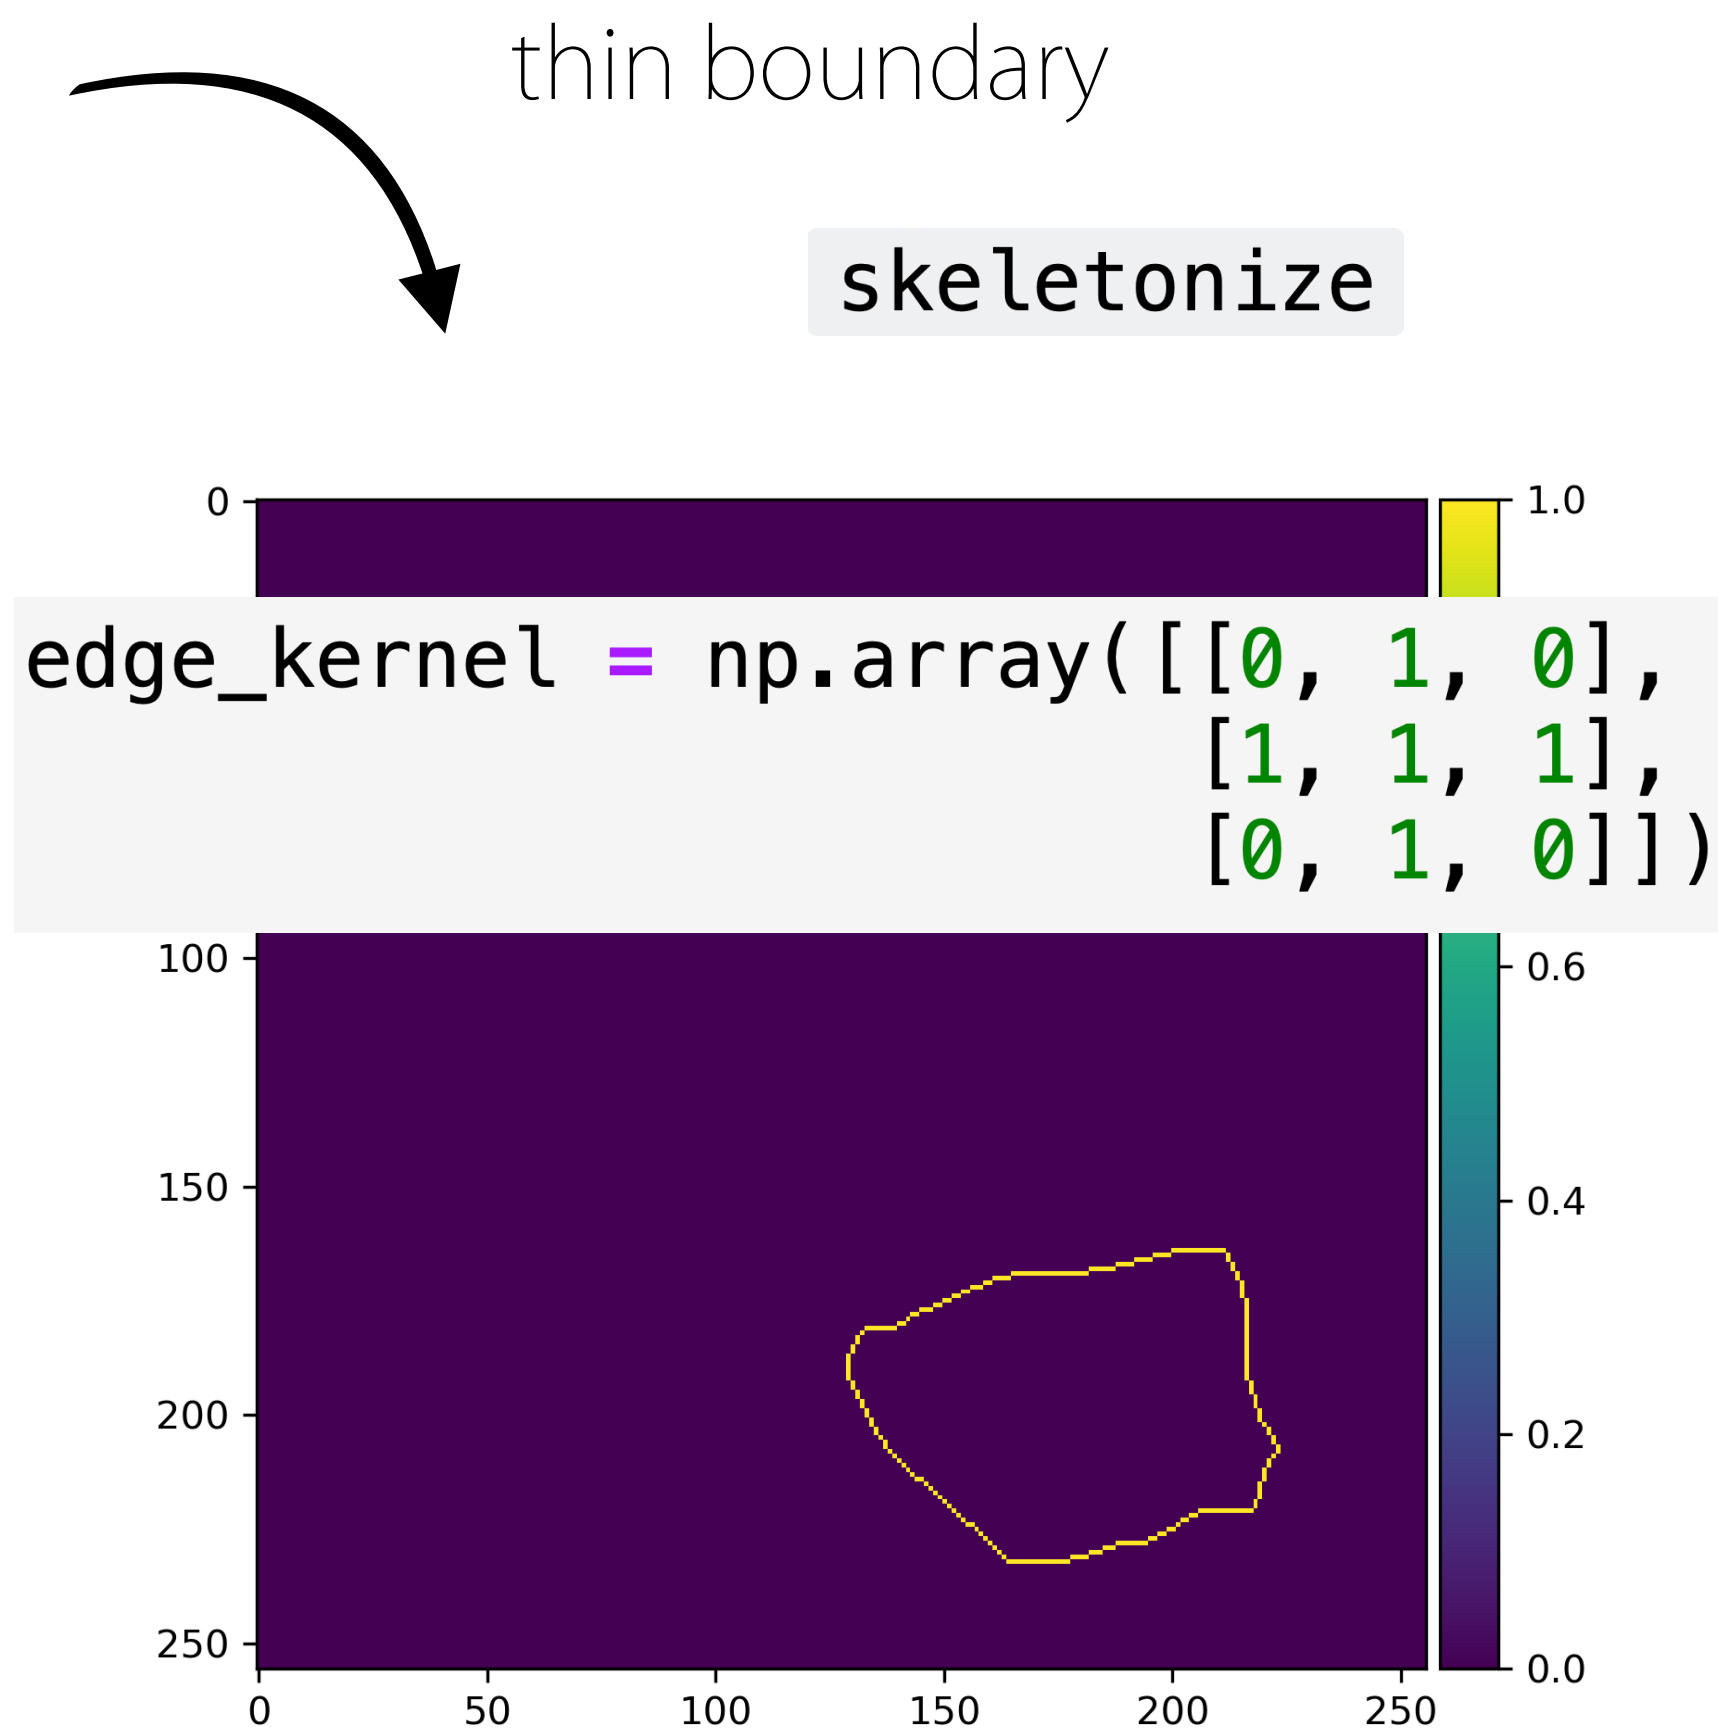 thin boundary
skeletonize
0
1.0
edge_kernel = np.array([[0, 1, 0],
[1, 1, 1],
[0, 1, 0]])
100
0.6
150
0.4
200
0.2
250
0.0
0 50 100 150 200 250